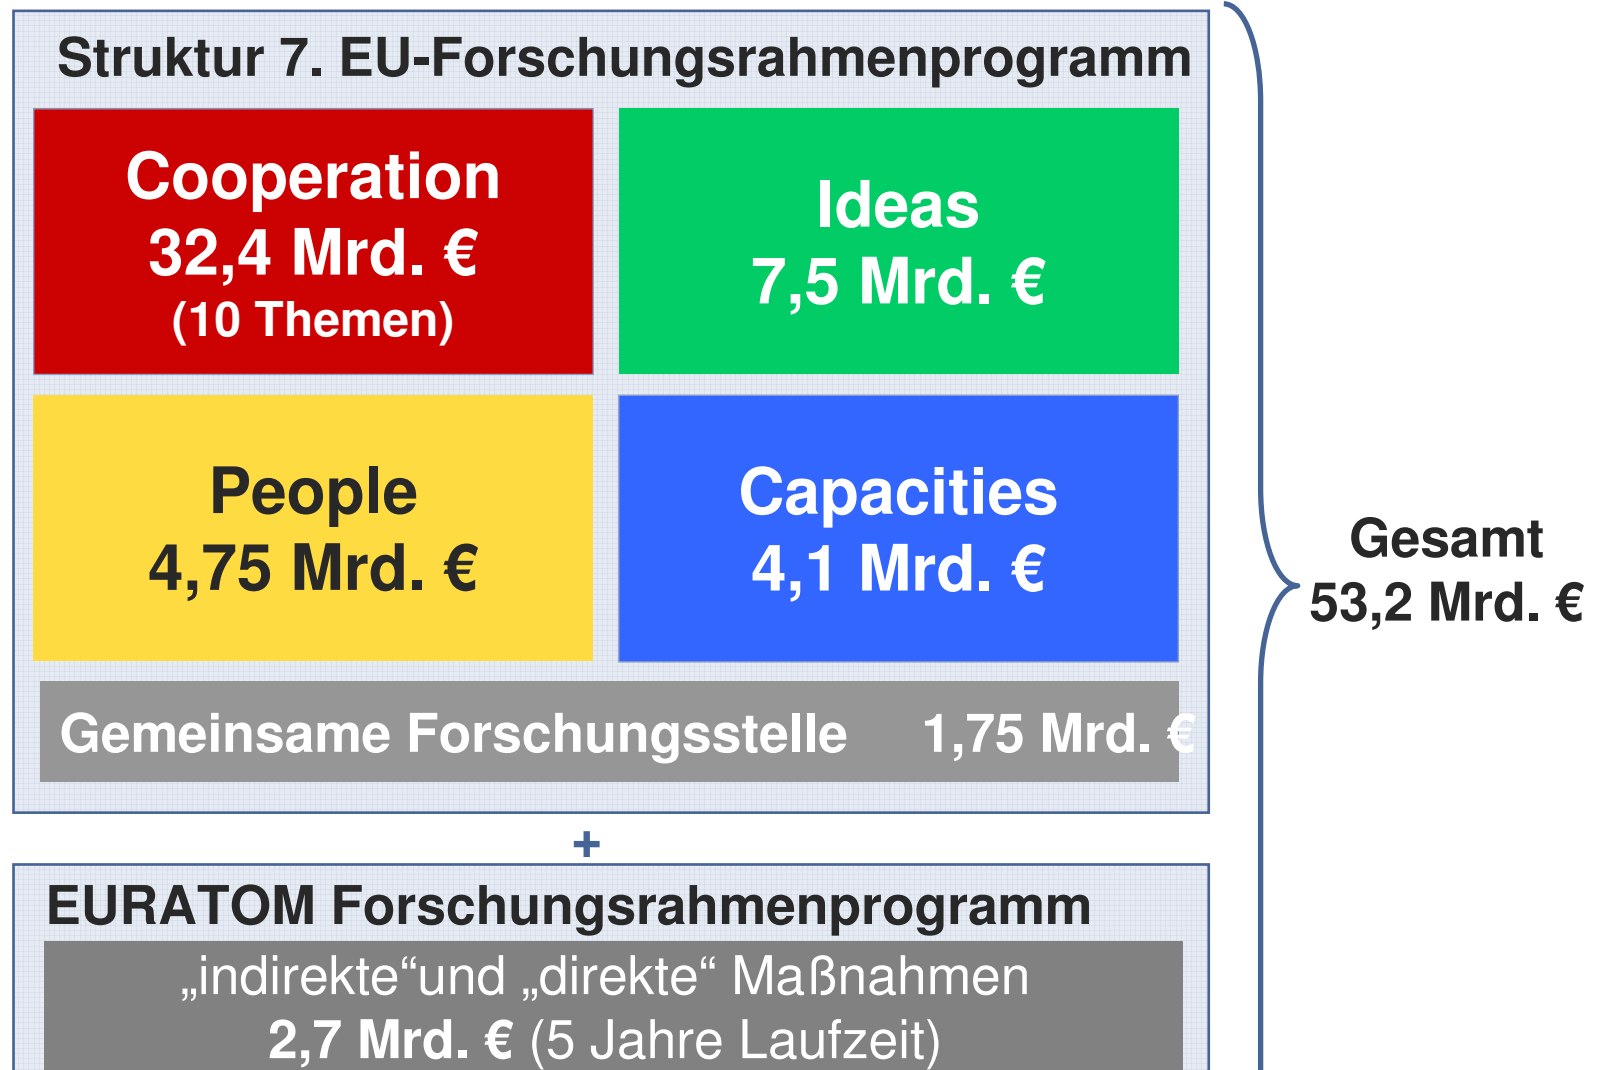 Struktur 7. EU-Forschungsrahmenprogramm
Cooperation
32,4 Mrd. €
(10 Themen)
Ideas
7,5 Mrd. €
People
4,75 Mrd. €
Capacities
4,1 Mrd. €
Gemeinsame Forschungsstelle 1,75 Mrd. €
Gesamt
53,2 Mrd. €
+
EURATOM Forschungsrahmenprogramm
„indirekte“und „direkte“ Maßnahmen
2,7 Mrd. € (5 Jahre Laufzeit)